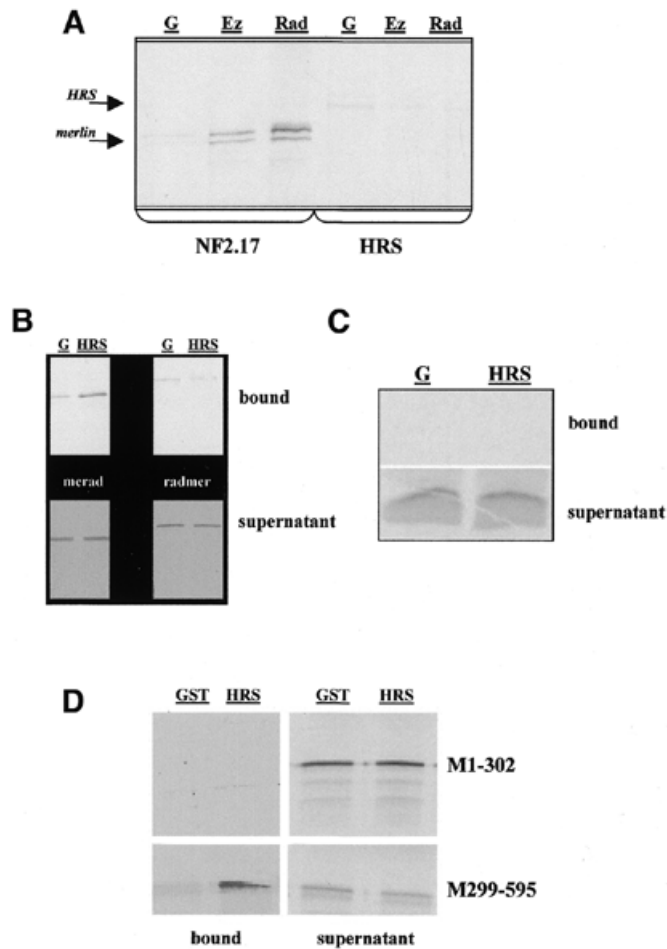 A
G Ez Rad G Ez Rad
HRS
merlin
NF2.17 HRS
B
G HRS G HRS
bound
merad radmer
supernatant
C
G HRS
bound
supernatant
D
GST HRS GST HRS
M1-302
M299-595
bound supernatant